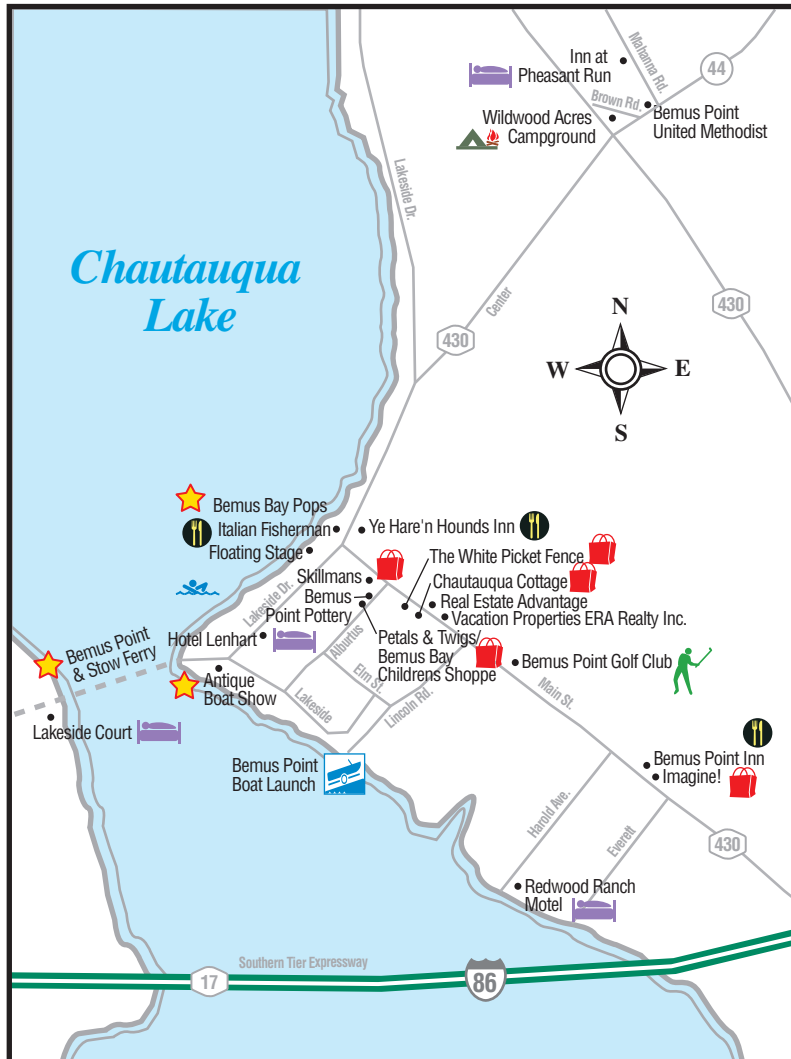 Inn at
Pheasant Run
Mahanna Rd.
44
Brown Rd.
Wildwood Acres
Campground
Bemus Point
United Methodist
Lakeside Dr.
Chautauqua
Lake
Center
430
430
N
W
E
S
Bemus Bay Pops
Italian Fisherman
Floating Stage
Ye Hare'n Hounds Inn
The White Picket Fence
Skillmans
Chautauqua Cottage
Bemus
Point Pottery
Real Estate Advantage
Vacation Properties ERA Realty Inc.
Lakeside Dr.
Hotel Lenhart
Alburtus
Petals & Twigs/
Bemus Bay
Childrens Shoppe
Bemus Point
& Stow Ferry
Bemus Point Golf Club
Antique
Boat Show
Elm St.
Lakeside
Lincoln Rd.
Main St.
Lakeside Court
Bemus Point
Boat Launch
Bemus Point Inn
Imagine!
Harold Ave.
Everett
430
Redwood Ranch
Motel
Southern Tier Expressway
17
86